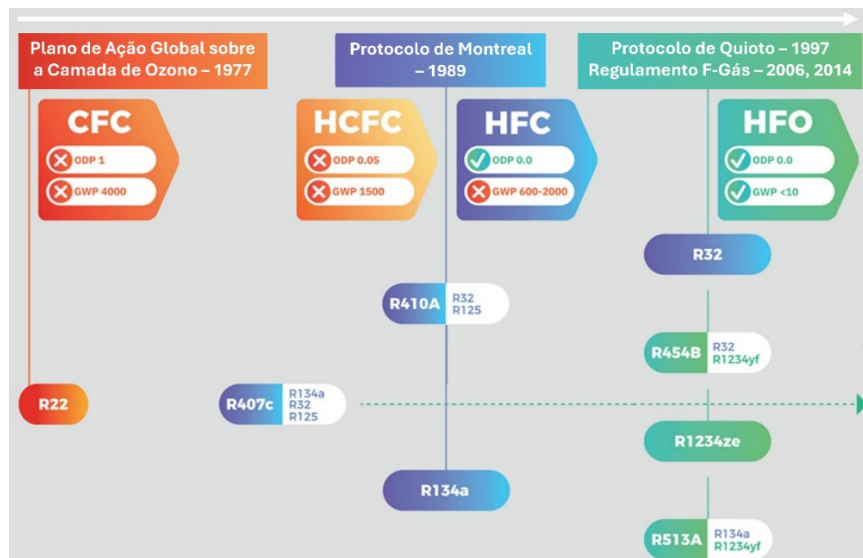 Plano de Ação Global sobre
a Camada de Ozono – 1977
Protocolo de Montreal
– 1989
Protocolo de Quioto – 1997
Regulamento F-Gás – 2006, 2014
CFC
ODP 1
GWP 4000
HCFC
ODP 0.05
GWP 1500
HFC
ODP 0.0
GWP 600-2000
HFO
ODP 0.0
GWP <10
R32
R410A
R32
R125
R454B
R32
R1234yf
R22
R407c
R134a
R32
R125
R1234ze
R134a
R513A
R134a
R1234yf